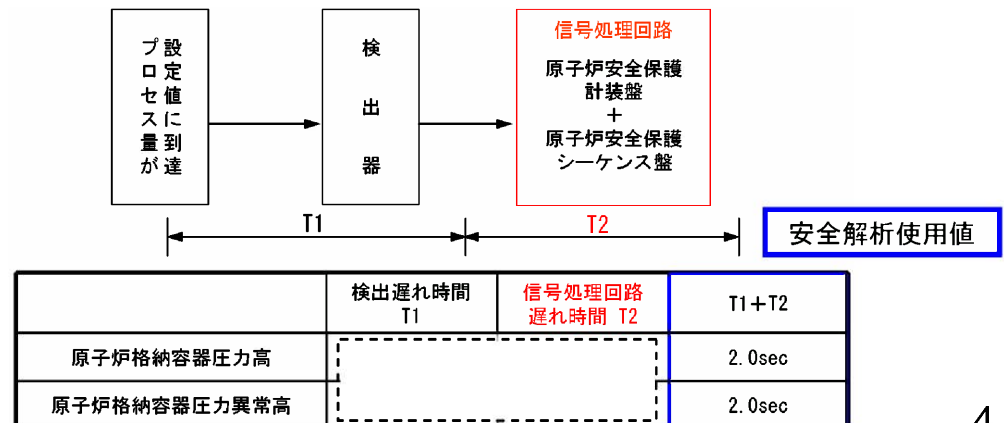 プロセス量が
設定値に到達
検出器
信号処理回路
原子炉安全保護
計装盤
+
原子炉安全保護
シーケンス盤
T1
T2
安全解析使用値
検出遅れ時間
T1
信号処理回路
遅れ時間 T2
T1+T2
原子炉格納容器圧力高
2.0sec
原子炉格納容器圧力異常高
2.0sec
4